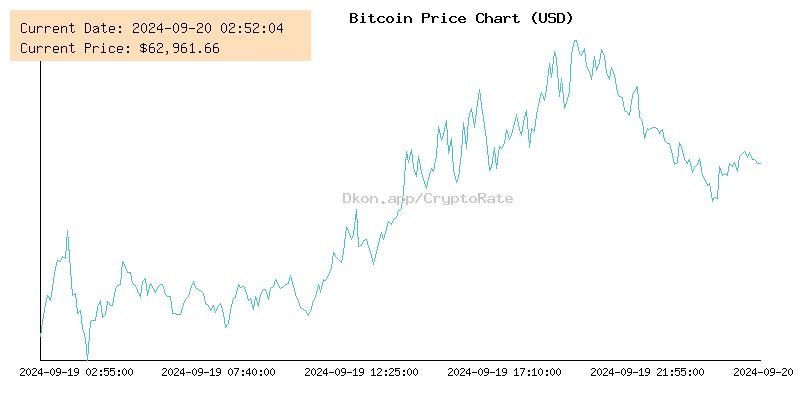 Bitcoin Price Chart (USD)
Current Date: 2024-09-20 02:52:04
Current Price: $62,961.66
Dkon.app/CryptoRate
2024-09-19 02:55:00 2024-09-19 07:40:00 2024-09-19 12:25:00 2024-09-19 17:10:00 2024-09-19 21:55:00 2024-09-20